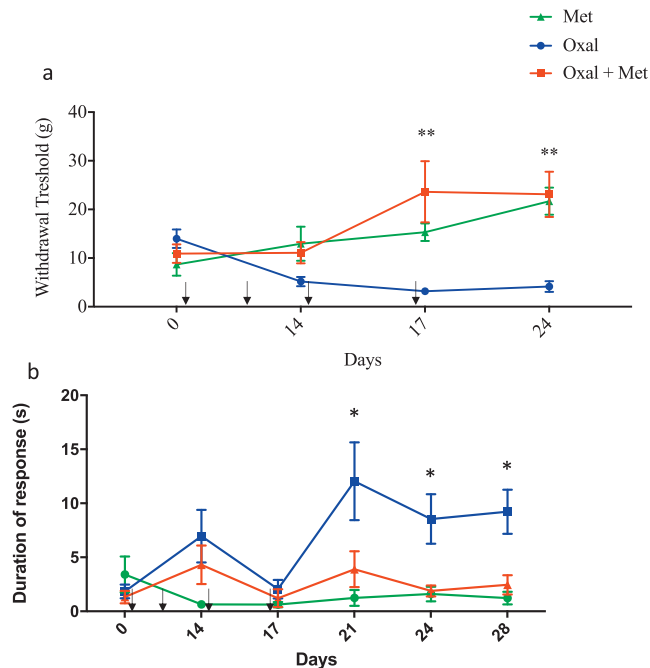 Met
Oxal
Oxal + Met
a
Withdrawal Treshold (g)
40
30
20
10
0
** **
0 14 17 24
Days
b
Duration of response (s)
20
15
10
5
0
* * *
0 14 17 21 24 28
Days